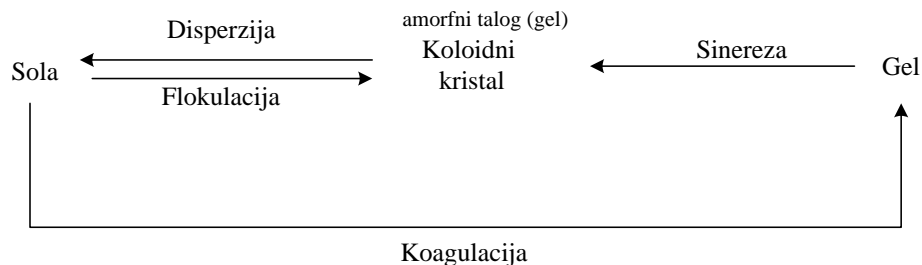 amorfni talog (gel)
Disperzija
Koloidni
Sinereza
Sola
kristal
Gel
Flokulacija
Koagulacija